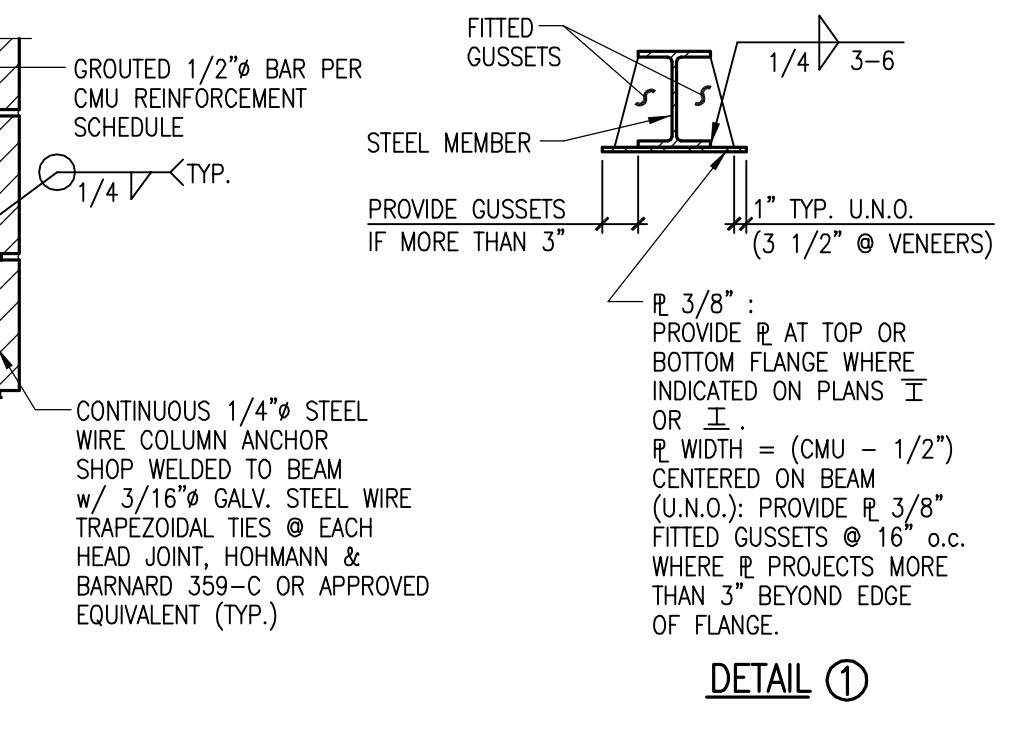 GROUTED 1/2"ø BAR PER
CMU REINFORCEMENT
SCHEDULE
1/4
TYP.
CONTINUOUS 1/4"ø STEEL
WIRE COLUMN ANCHOR
SHOP WELDED TO BEAM
w/ 3/16"ø GALV. STEEL WIRE
TRAPEZOIDAL TIES @ EACH
HEAD JOINT, HOHMANN &
BARNARD 359-C OR APPROVED
EQUIVALENT (TYP.)
FITTED
GUSSETS
1/4
3-6
STEEL MEMBER
PROVIDE GUSSETS
IF MORE THAN 3"
1" TYP. U.N.O.
(3 1/2" @ VENEERS)
℄ 3/8" :
PROVIDE ℄ AT TOP OR
BOTTOM FLANGE WHERE
INDICATED ON PLANS
OR .
℄ WIDTH = (CMU - 1/2")
CENTERED ON BEAM
(U.N.O.): PROVIDE ℄ 3/8"
FITTED GUSSETS @ 16" o.c.
WHERE ℄ PROJECTS MORE
THAN 3" BEYOND EDGE
OF FLANGE.
DETAIL 1